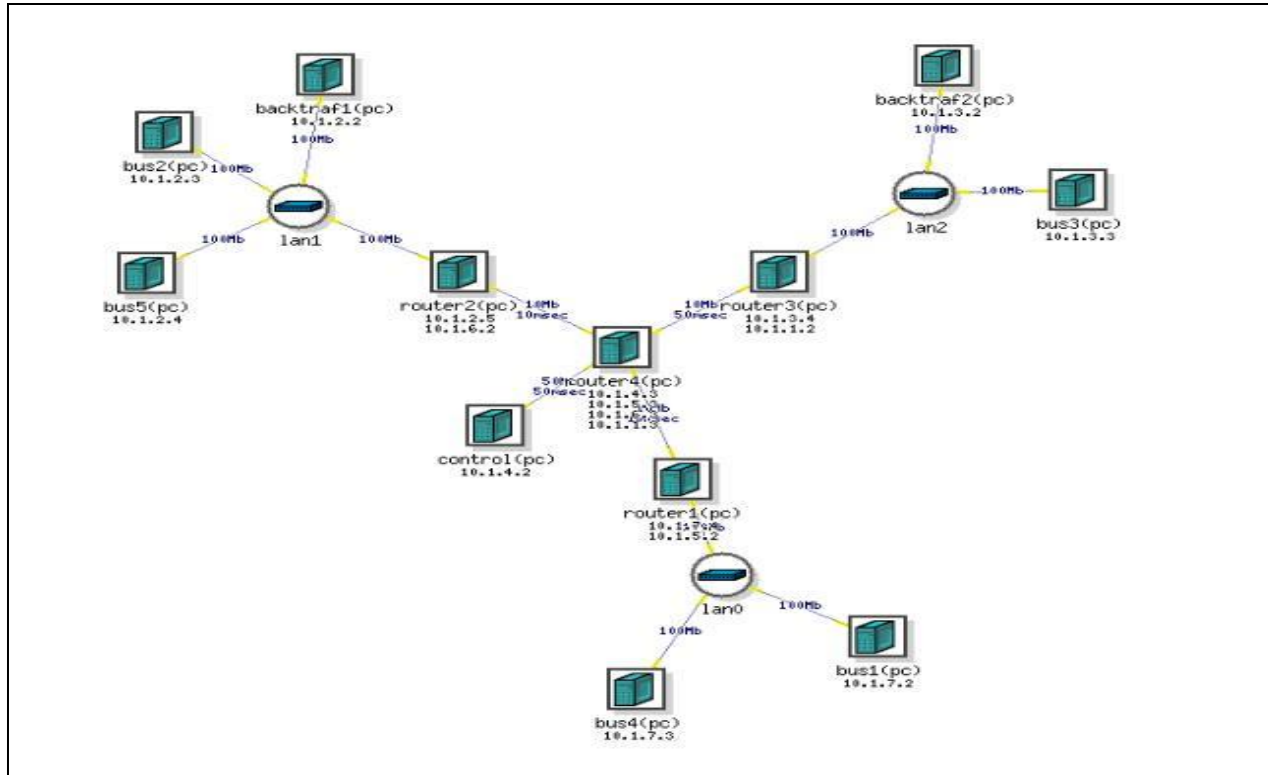 backtraf1(pc)
10.1.2.2
100Mb
bus2(pc)
10.1.2.3
100Mb
lan1
100Mb
bus5(pc)
10.1.2.4
100Mb
router2(pc)
10.1.2.5
10.1.6.2
10Mb
10msec
backtraf2(pc)
10.1.3.2
100Mb
100Mb
bus3(pc)
10.1.3.3
lan2
100Mb
router3(pc)
10.1.3.4
10.1.1.2
10Mb
50msec
router4(pc)
10.1.4.3
10.1.1.3
50msec
control(pc)
10.1.4.2
router1(pc)
10.1.5.2
lan0
100Mb
100Mb
bus1(pc)
10.1.7.2
bus4(pc)
10.1.7.3